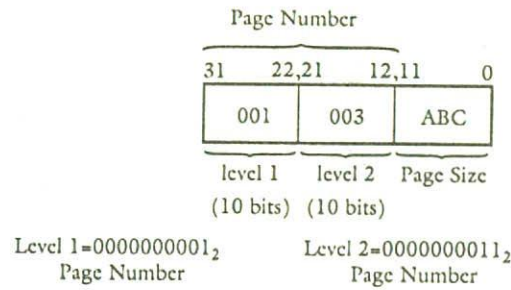 Page Number
31 22,21 12,11 0
001 003 ABC
level 1 level 2 Page Size
(10 bits) (10 bits)
Level 1=0000000001₂ Level 2=0000000011₂
Page Number Page Number